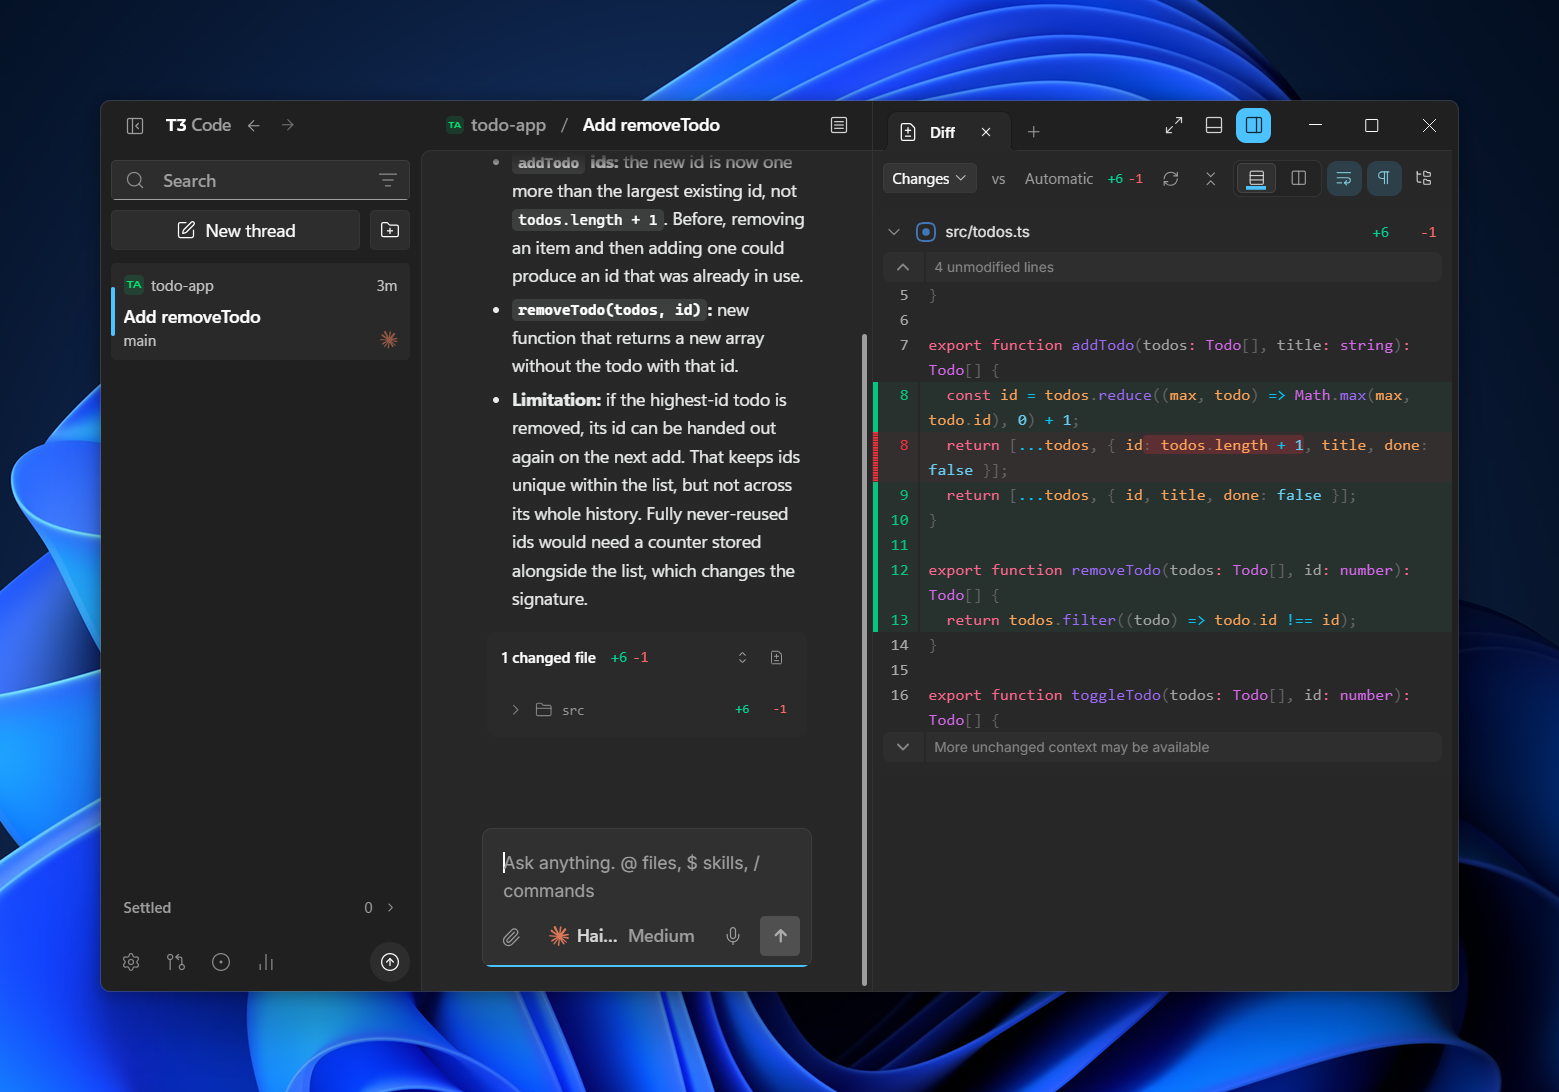 T3 Code
Search
New thread
TA todo-app 3m
Add removeTodo
main
Settled 0
TA todo-app / Add removeTodo
addTodo ids: the new id is now one
more than the largest existing id, not
todos.length + 1. Before, removing
an item and then adding one could
produce an id that was already in use.
removeTodo(todos, id): new
function that returns a new array
without the todo with that id.
Limitation: if the highest-id todo is
removed, its id can be handed out
again on the next add. That keeps ids
unique within the list, but not across
its whole history. Fully never-reused
ids would need a counter stored
alongside the list, which changes the
signature.
1 changed file +6 -1
src +6 -1
Ask anything. @ files, $ skills, /
commands
Hai... Medium
Diff
Changes vs Automatic +6 -1
src/todos.ts +6 -1
4 unmodified lines
5 }
6
7 export function addTodo(todos: Todo[], title: string):
Todo[] {
8 const id = todos.reduce((max, todo) => Math.max(max,
todo.id), 0) + 1;
8 return [...todos, { id: todos.length + 1, title, done:
false }];
9 return [...todos, { id, title, done: false }];
10 }
11
12 export function removeTodo(todos: Todo[], id: number):
Todo[] {
13 return todos.filter((todo) => todo.id !== id);
14 }
15
16 export function toggleTodo(todos: Todo[], id: number):
Todo[] {
More unchanged context may be available